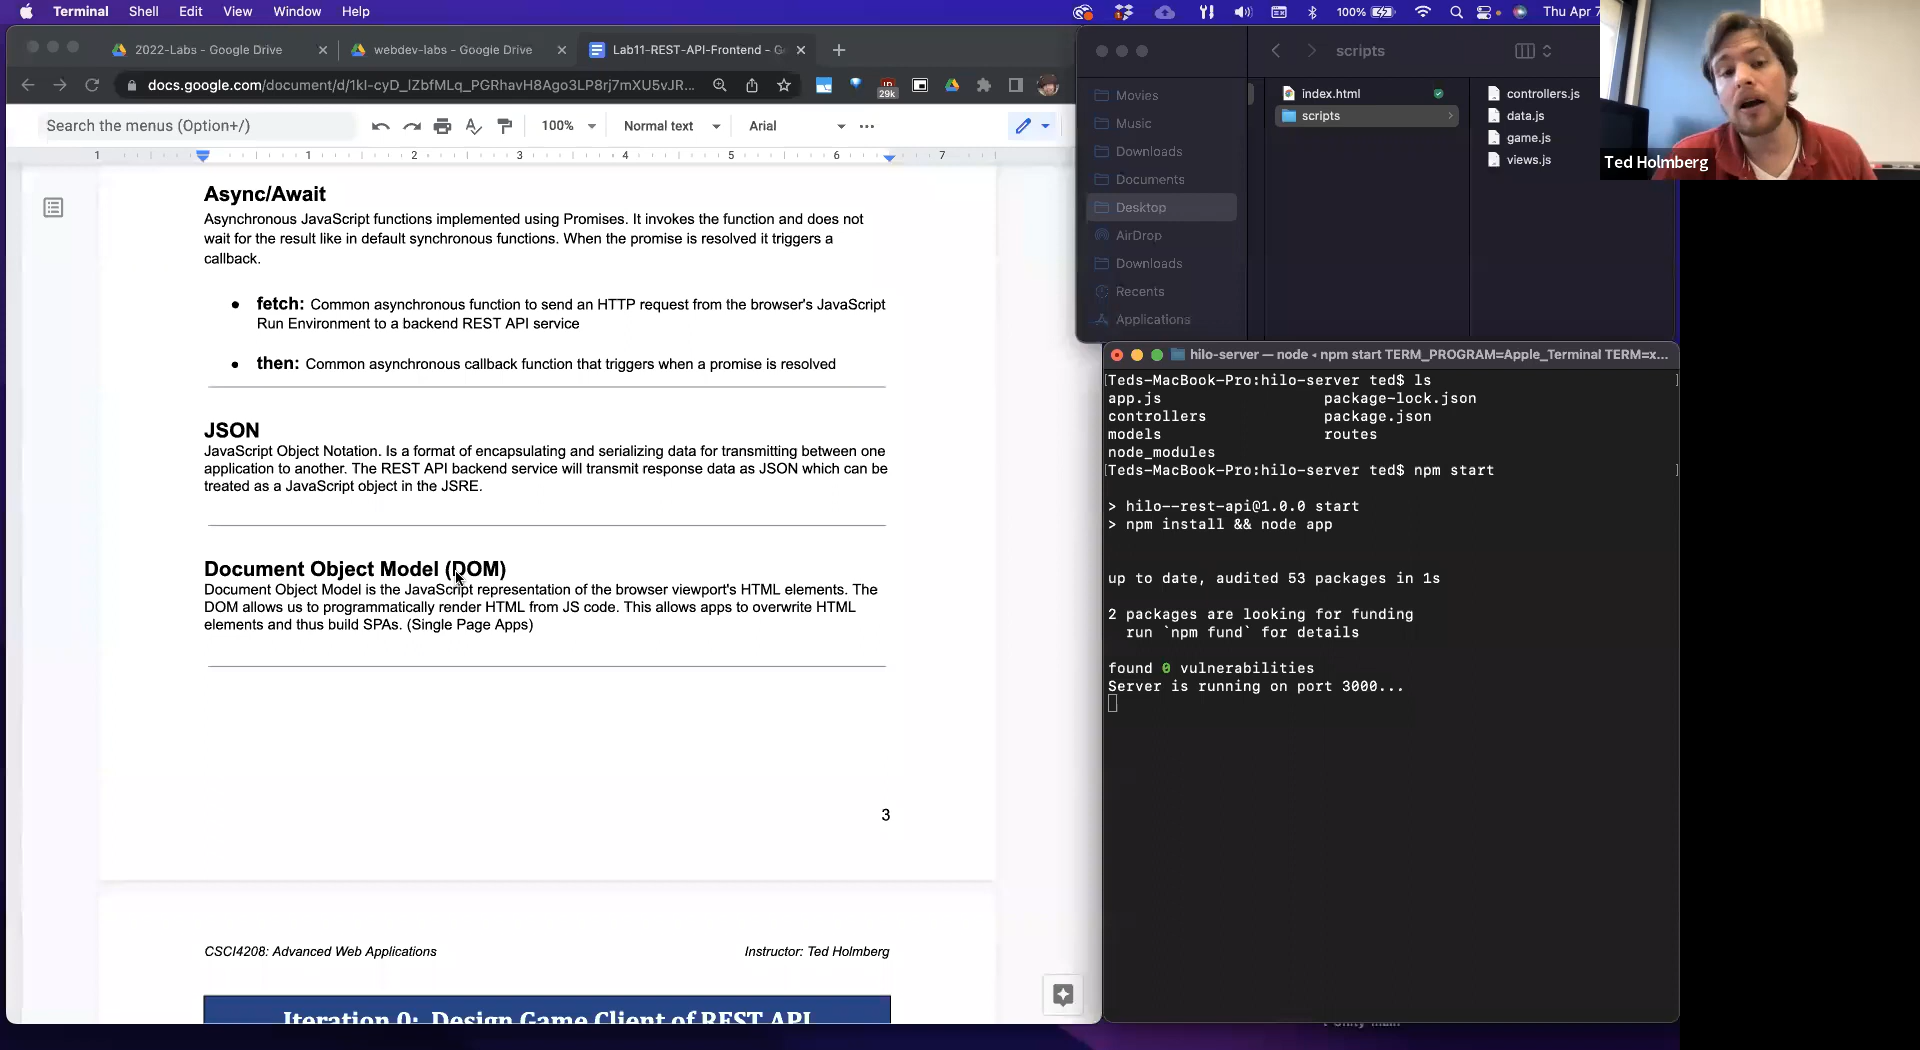 Terminal Shell Edit View Window Help
100% Thu Apr 7
2022-Labs - Google Drive
webdev-labs - Google Drive
Lab11-REST-API-Frontend - G
docs.google.com/document/d/1kI-cyD_IZbfMLq_PGRhavH8Ago3LP8rj7mXU5vJR...
29k
Search the menus (Option+/)
100% Normal text Arial
1 1 2 3 4 5 6 7
Async/Await
Asynchronous JavaScript functions implemented using Promises. It invokes the function and does not
wait for the result like in default synchronous functions. When the promise is resolved it triggers a
callback.
● fetch: Common asynchronous function to send an HTTP request from the browser's JavaScript
Run Environment to a backend REST API service
● then: Common asynchronous callback function that triggers when a promise is resolved
JSON
JavaScript Object Notation. Is a format of encapsulating and serializing data for transmitting between one
application to another. The REST API backend service will transmit response data as JSON which can be
treated as a JavaScript object in the JSRE.
Document Object Model (DOM)
Document Object Model is the JavaScript representation of the browser viewport's HTML elements. The
DOM allows us to programmatically render HTML from JS code. This allows apps to overwrite HTML
elements and thus build SPAs. (Single Page Apps)
3
CSCI4208: Advanced Web Applications Instructor: Ted Holmberg
Iteration 0: Design Game Client of REST API
scripts
Movies
Music
Downloads
Documents
Desktop
AirDrop
Downloads
Recents
Applications
index.html
scripts
controllers.js
data.js
game.js
views.js
Ted Holmberg
hilo-server — node ◂ npm start TERM_PROGRAM=Apple_Terminal TERM=x...
[Teds-MacBook-Pro:hilo-server ted$ ls ]
app.js package-lock.json
controllers package.json
models routes
node_modules
[Teds-MacBook-Pro:hilo-server ted$ npm start ]
> hilo--rest-api@1.0.0 start
> npm install && node app
up to date, audited 53 packages in 1s
2 packages are looking for funding
run `npm fund` for details
found 0 vulnerabilities
Server is running on port 3000...